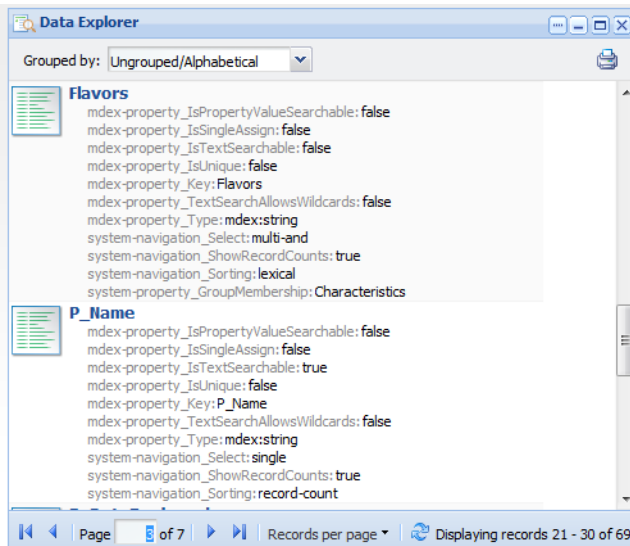 Data Explorer
Grouped by: Ungrouped/Alphabetical
Flavors
mdex-property_IsPropertyValueSearchable: false
mdex-property_IsSingleAssign: false
mdex-property_IsTextSearchable: false
mdex-property_IsUnique: false
mdex-property_Key: Flavors
mdex-property_TextSearchAllowsWildcards: false
mdex-property_Type: mdex:string
system-navigation_Select: multi-and
system-navigation_ShowRecordCounts: true
system-navigation_Sorting: lexical
system-property_GroupMembership: Characteristics
P_Name
mdex-property_IsPropertyValueSearchable: false
mdex-property_IsSingleAssign: false
mdex-property_IsTextSearchable: true
mdex-property_IsUnique: false
mdex-property_Key: P_Name
mdex-property_TextSearchAllowsWildcards: false
mdex-property_Type: mdex:string
system-navigation_Select: single
system-navigation_ShowRecordCounts: true
system-navigation_Sorting: record-count
Page 3 of 7 Records per page Displaying records 21 - 30 of 69